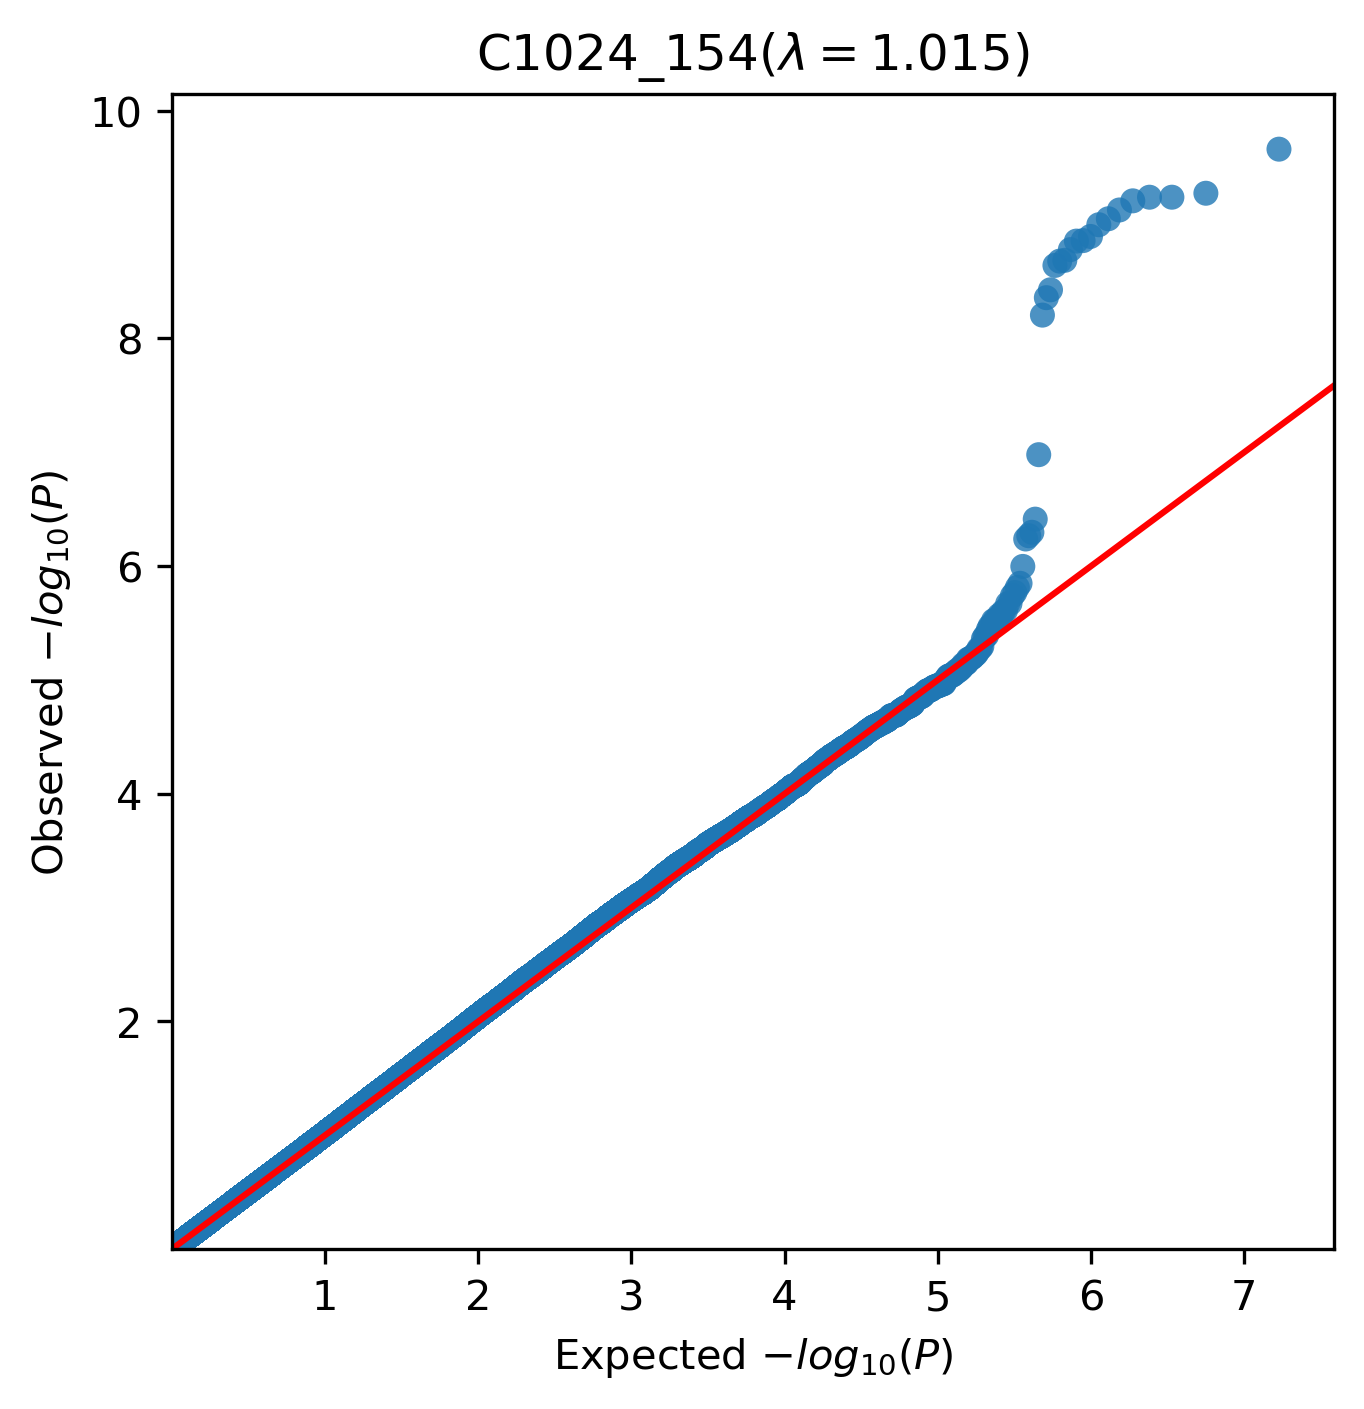 C1024_154(λ = 1.015)
10
8
6
4
2
Observed −log₁₀(P)
1 2 3 4 5 6 7
Expected −log₁₀(P)